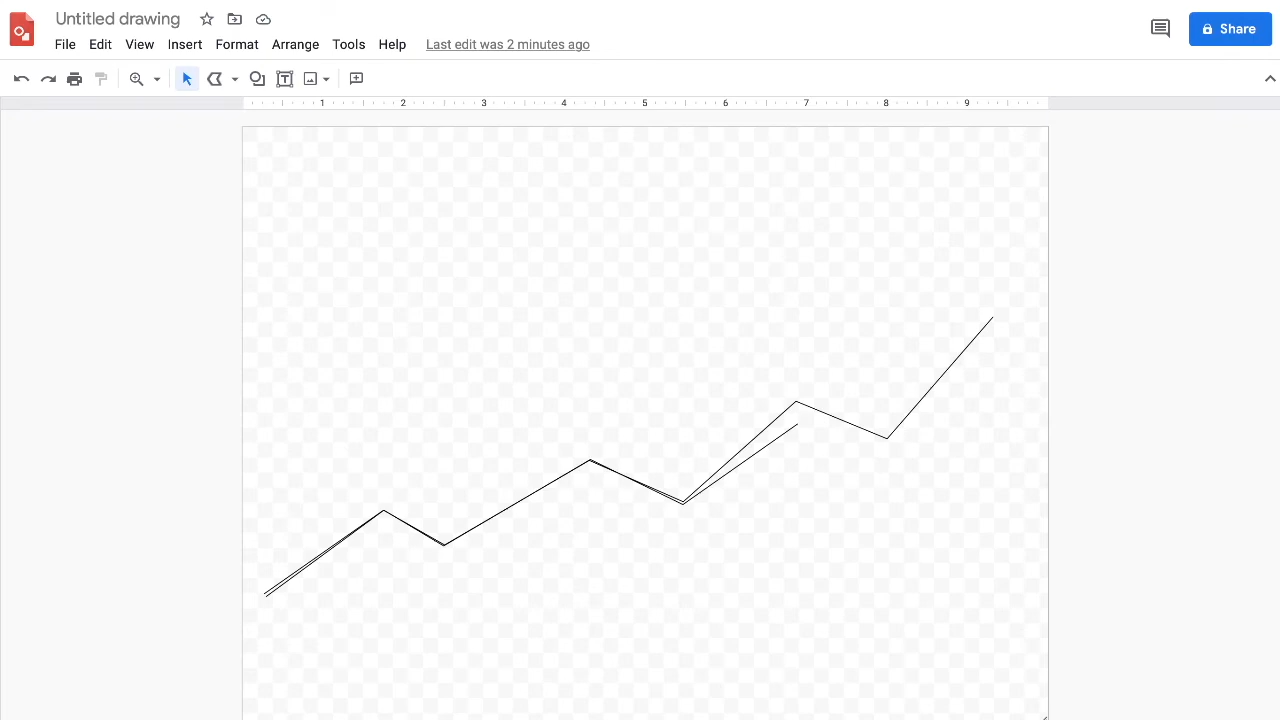 Untitled drawing
File Edit View Insert Format Arrange Tools Help Last edit was 2 minutes ago
Share
1 2 3 4 5 6 7 8 9